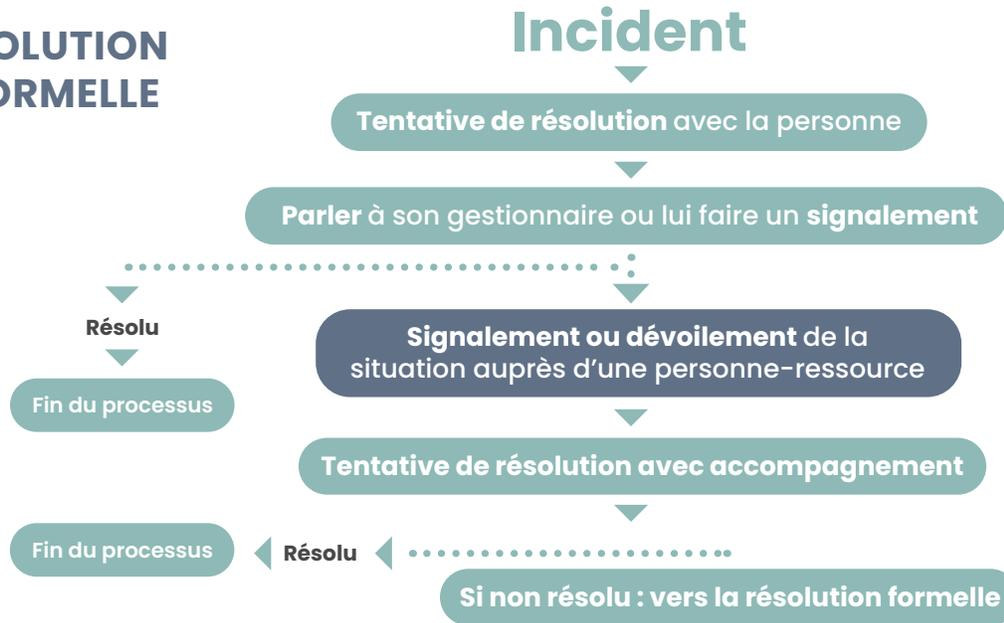 OLUTION
ORMELLE
Incident
Tentative de résolution avec la personne
Parler à son gestionnaire ou lui faire un signalement
Résolu
Signalement ou dévoilement de la
situation auprès d’une personne-ressource
Fin du processus
Tentative de résolution avec accompagnement
Fin du processus
Résolu
Si non résolu : vers la résolution formelle